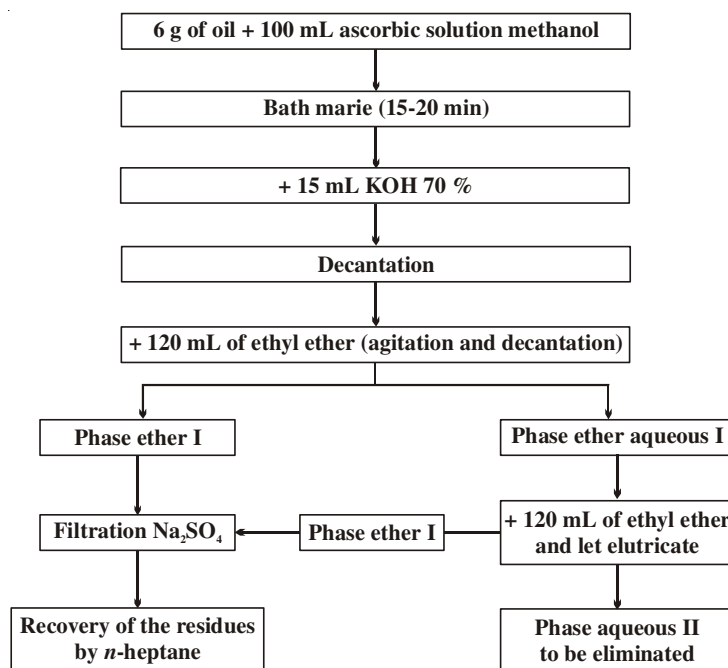 6 g of oil + 100 mL ascorbic solution methanol
Bath marie (15-20 min)
+ 15 mL KOH 70 %
Decantation
+ 120 mL of ethyl ether (agitation and decantation)
Phase ether I
Phase ether aqueous I
Filtration Na₂SO₄
Phase ether I
+ 120 mL of ethyl ether
and let elutricate
Recovery of the residues
by n-heptane
Phase aqueous II
to be eliminated